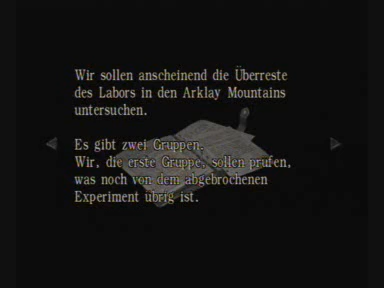 Wir sollen anscheinend die Überreste
des Labors in den Arklay Mountains
untersuchen.
Es gibt zwei Gruppen.
Wir, die erste Gruppe, sollen prüfen,
was noch von dem abgebrochenen
Experiment übrig ist.